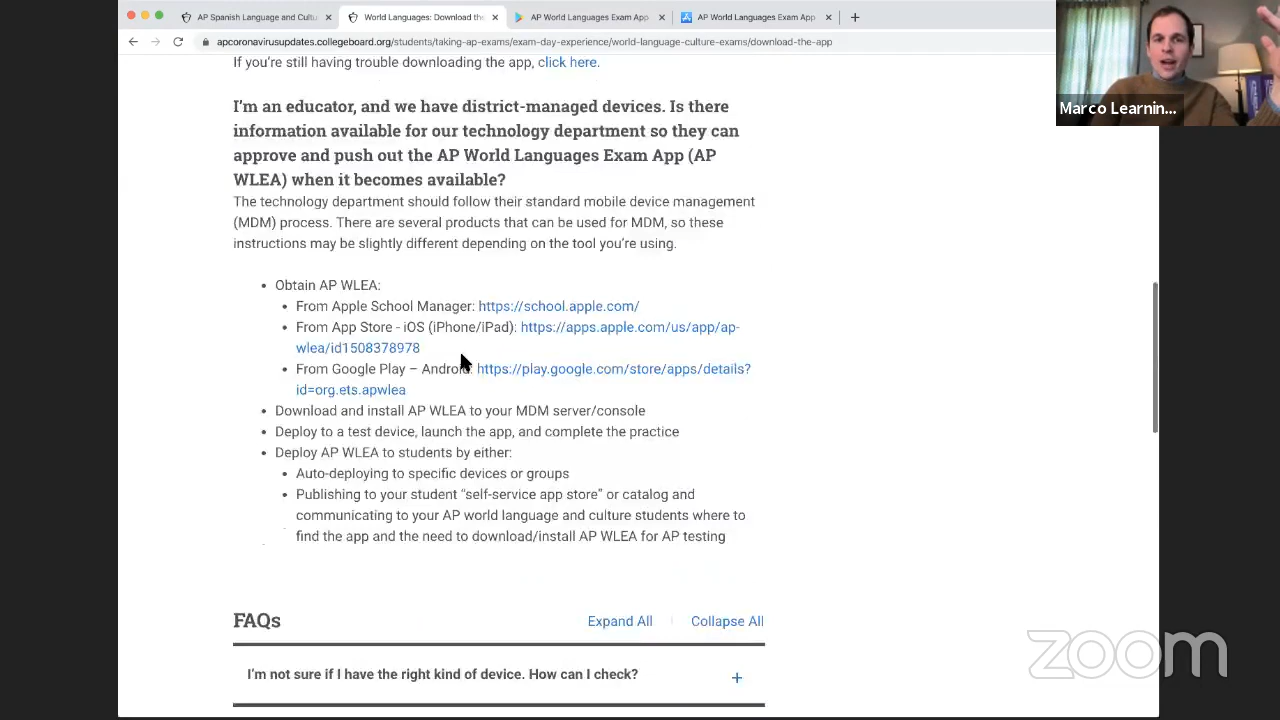 AP Spanish Language and Cultu
World Languages: Download the
AP World Languages Exam App
AP World Languages Exam App
apcoronavirusupdates.collegeboard.org/students/taking-ap-exams/exam-day-experience/world-language-culture-exams/download-the-app
Marco Learnin...
If you’re still having trouble downloading the app, click here.
I’m an educator, and we have district-managed devices. Is there
information available for our technology department so they can
approve and push out the AP World Languages Exam App (AP
WLEA) when it becomes available?
The technology department should follow their standard mobile device management
(MDM) process. There are several products that can be used for MDM, so these
instructions may be slightly different depending on the tool you’re using.
• Obtain AP WLEA:
• From Apple School Manager: https://school.apple.com/
• From App Store - iOS (iPhone/iPad): https://apps.apple.com/us/app/ap-
wlea/id1508378978
• From Google Play – Android: https://play.google.com/store/apps/details?
id=org.ets.apwlea
• Download and install AP WLEA to your MDM server/console
• Deploy to a test device, launch the app, and complete the practice
• Deploy AP WLEA to students by either:
• Auto-deploying to specific devices or groups
• Publishing to your student “self-service app store” or catalog and
communicating to your AP world language and culture students where to
find the app and the need to download/install AP WLEA for AP testing
FAQs
Expand All
Collapse All
I’m not sure if I have the right kind of device. How can I check?
+
zoom